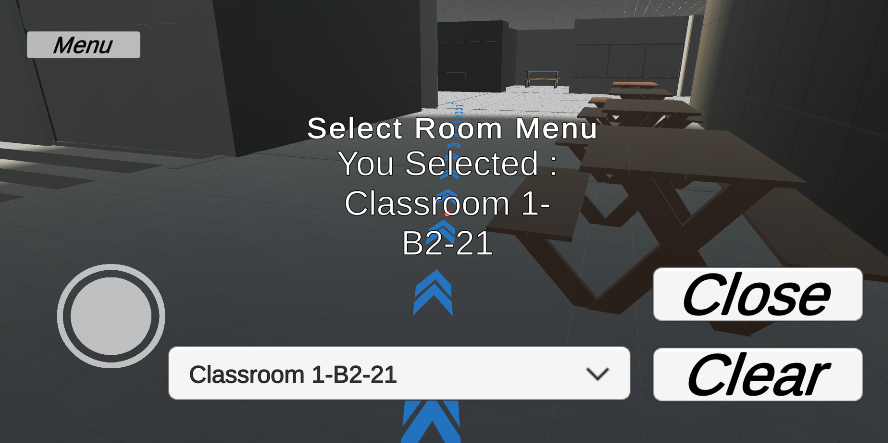 Menu
Select Room Menu
You Selected :
Classroom 1-
B2-21
Close
Classroom 1-B2-21
Clear